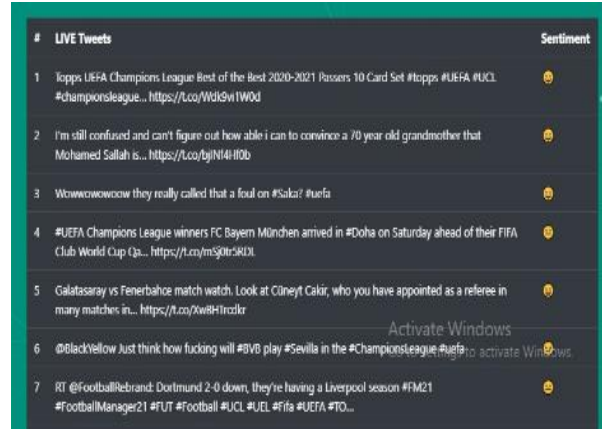 # LIVE Tweets Sentiment
1 Topps UEFA Champions League Best of the Best 2020-2021 Passers 10 Card Set #topps #UEFA #UCL
#championsleague... https://t.co/Wdk9vi1W0d
2 I'm still confused and can't figure out how able i can to convince a 70 year old grandmother that
Mohamed Sallah is... https://t.co/bjINf4Hf0b
3 Wowwowowoow they really called that a foul on #Saka? #uefa
4 #UEFA Champions League winners FC Bayern München arrived in #Doha on Saturday ahead of their FIFA
Club World Cup Qa... https://t.co/mSj0tr5RDL
5 Galatasaray vs Fenerbahce match watch. Look at Cüneyt Cakir, who you have appointed as a referee in
many matches in... https://t.co/Xw8HTrcdkr
Activate Windows
6 @BlackYellow Just think how fucking will #BVB play #Sevilla in the #ChampionsLeague #uefa
to activate Windows.
7 RT @FootballRebrand: Dortmund 2-0 down, they're having a Liverpool season #FM21
#FootballManager21 #FUT #Football #UCL #UEL #Fifa #UEFA #TO...